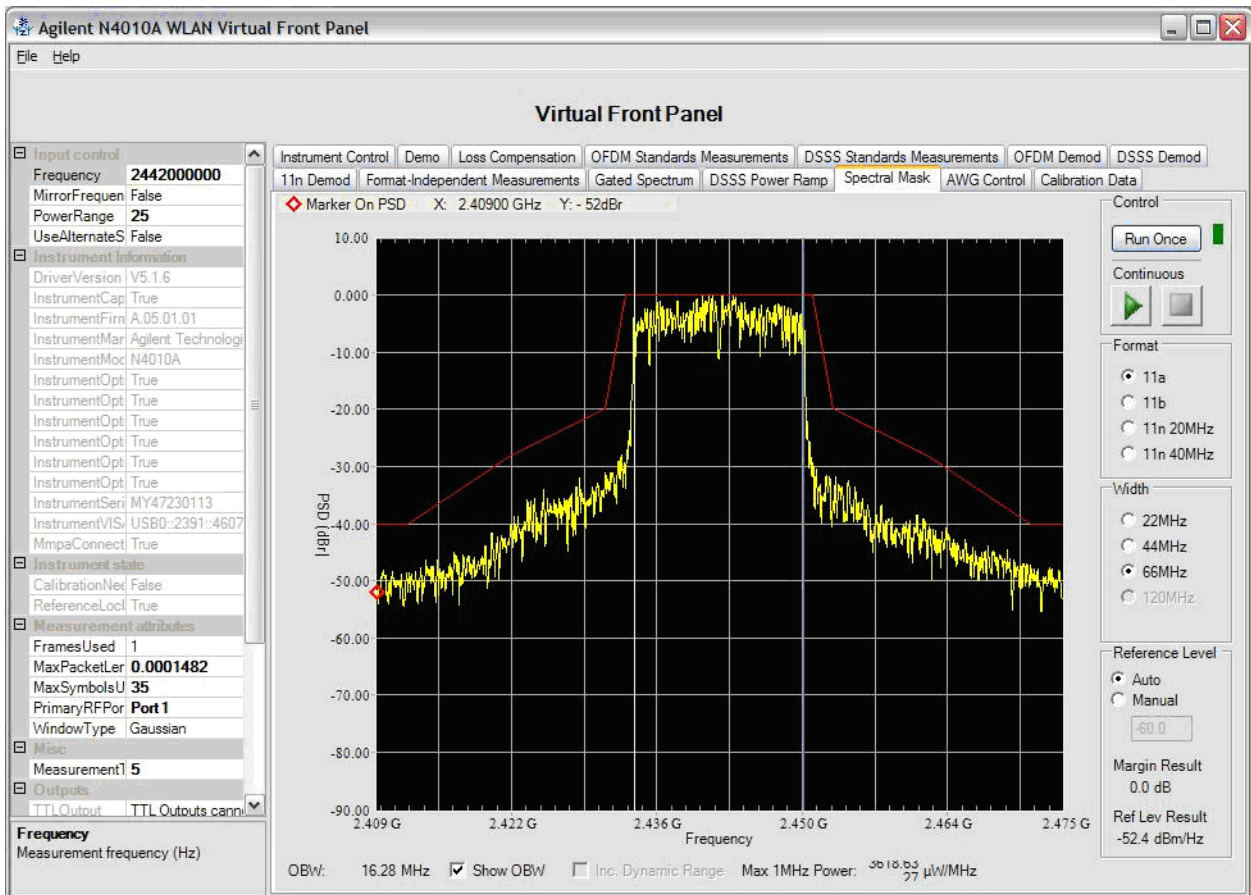 Agilent N4010A WLAN Virtual Front Panel
File Help
Virtual Front Panel
Input control
Frequency 2442000000
MirrorFrequen False
PowerRange 25
UseAlternateS False
Instrument Information
DriverVersion V5.1.6
InstrumentCap True
InstrumentFirn A.05.01.01
InstrumentMar Agilent Technologi
InstrumentMoc N4010A
InstrumentOpt True
InstrumentOpt True
InstrumentOpt True
InstrumentOpt True
InstrumentOpt True
InstrumentOpt True
InstrumentSeri MY47230113
InstrumentVIS USB0::2391::4607
MmpaConnect True
Instrument state
CalibrationNee False
ReferenceLocl True
Measurement attributes
FramesUsed 1
MaxPacketLer 0.0001482
MaxSymbolsU 35
PrimaryRFPor Port1
WindowType Gaussian
Misc
MeasurementT 5
Outputs
TTLOutput TTL Outputs cann
Frequency
Measurement frequency (Hz)
Instrument Control Demo Loss Compensation OFDM Standards Measurements DSSS Standards Measurements OFDM Demod DSSS Demod
11n Demod Format-Independent Measurements Gated Spectrum DSSS Power Ramp Spectral Mask AWG Control Calibration Data
Marker On PSD X: 2.40900 GHz Y: - 52dBr
10.00
0.000
-10.00
-20.00
-30.00
-40.00
-50.00
-60.00
-70.00
-80.00
-90.00
PSD (dBr)
2.409 G 2.422 G 2.436 G 2.450 G 2.464 G 2.475 G
Frequency
OBW: 16.28 MHz Show OBW Inc. Dynamic Range Max 1MHz Power: 3618.63 27 µW/MHz
Control
Run Once
Continuous
Format
11a
11b
11n 20MHz
11n 40MHz
Width
22MHz
44MHz
66MHz
120MHz
Reference Level
Auto
Manual
-60.0
Margin Result
0.0 dB
Ref Lev Result
-52.4 dBm/Hz